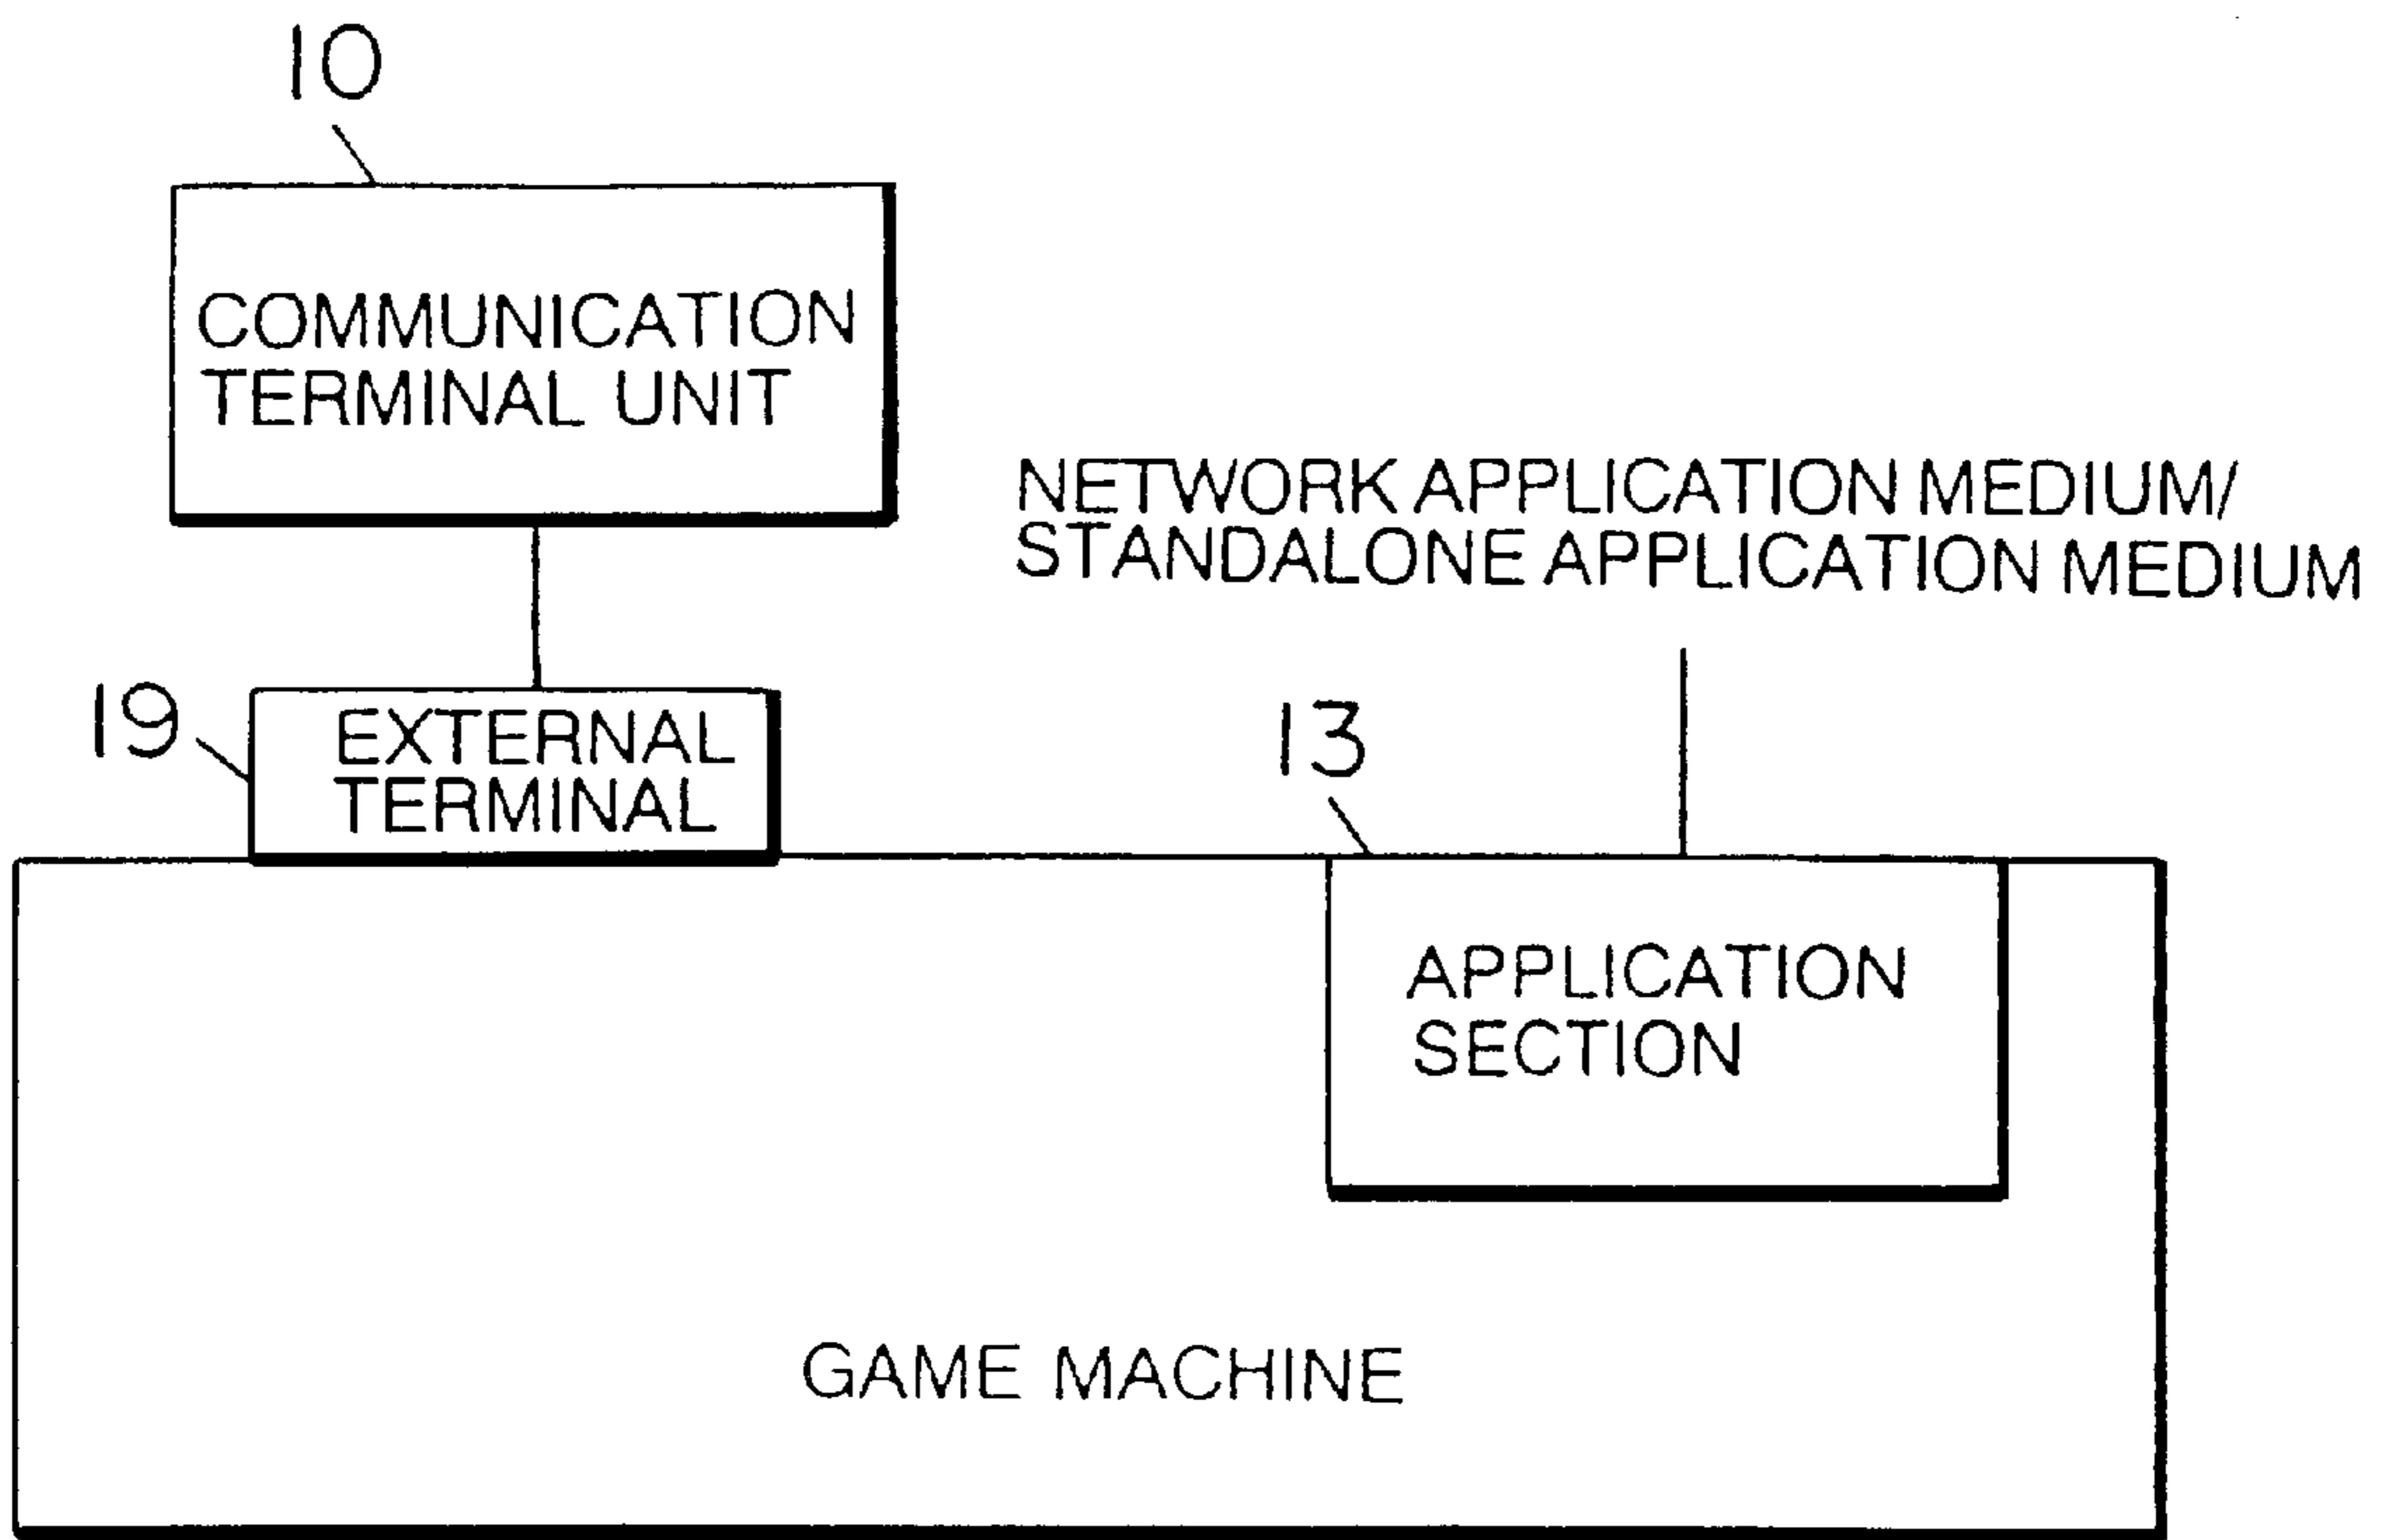 10
COMMUNICATION
TERMINAL UNIT
NETWORK APPLICATION MEDIUM/
STANDALONE APPLICATION MEDIUM
19
EXTERNAL
TERMINAL
13
APPLICATION
SECTION
GAME MACHINE